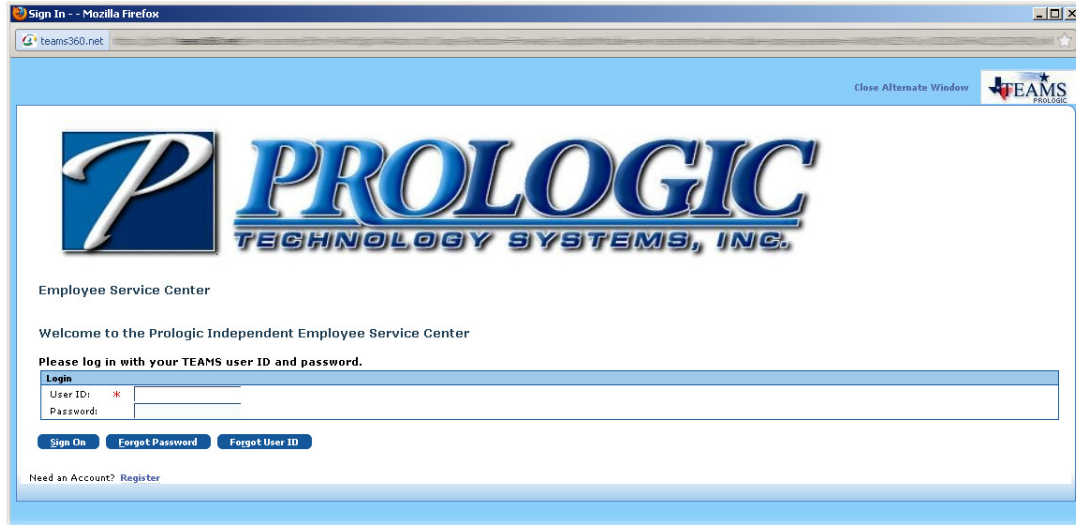 Sign In - - Mozilla Firefox
teams360.net
Close Alternate Window
TEAMS
PROLOGIC
P PROLOGIC
TECHNOLOGY SYSTEMS, INC.
Employee Service Center
Welcome to the Prologic Independent Employee Service Center
Please log in with your TEAMS user ID and password.
Login
User ID: *
Password:
Sign On Forgot Password Forgot User ID
Need an Account? Register